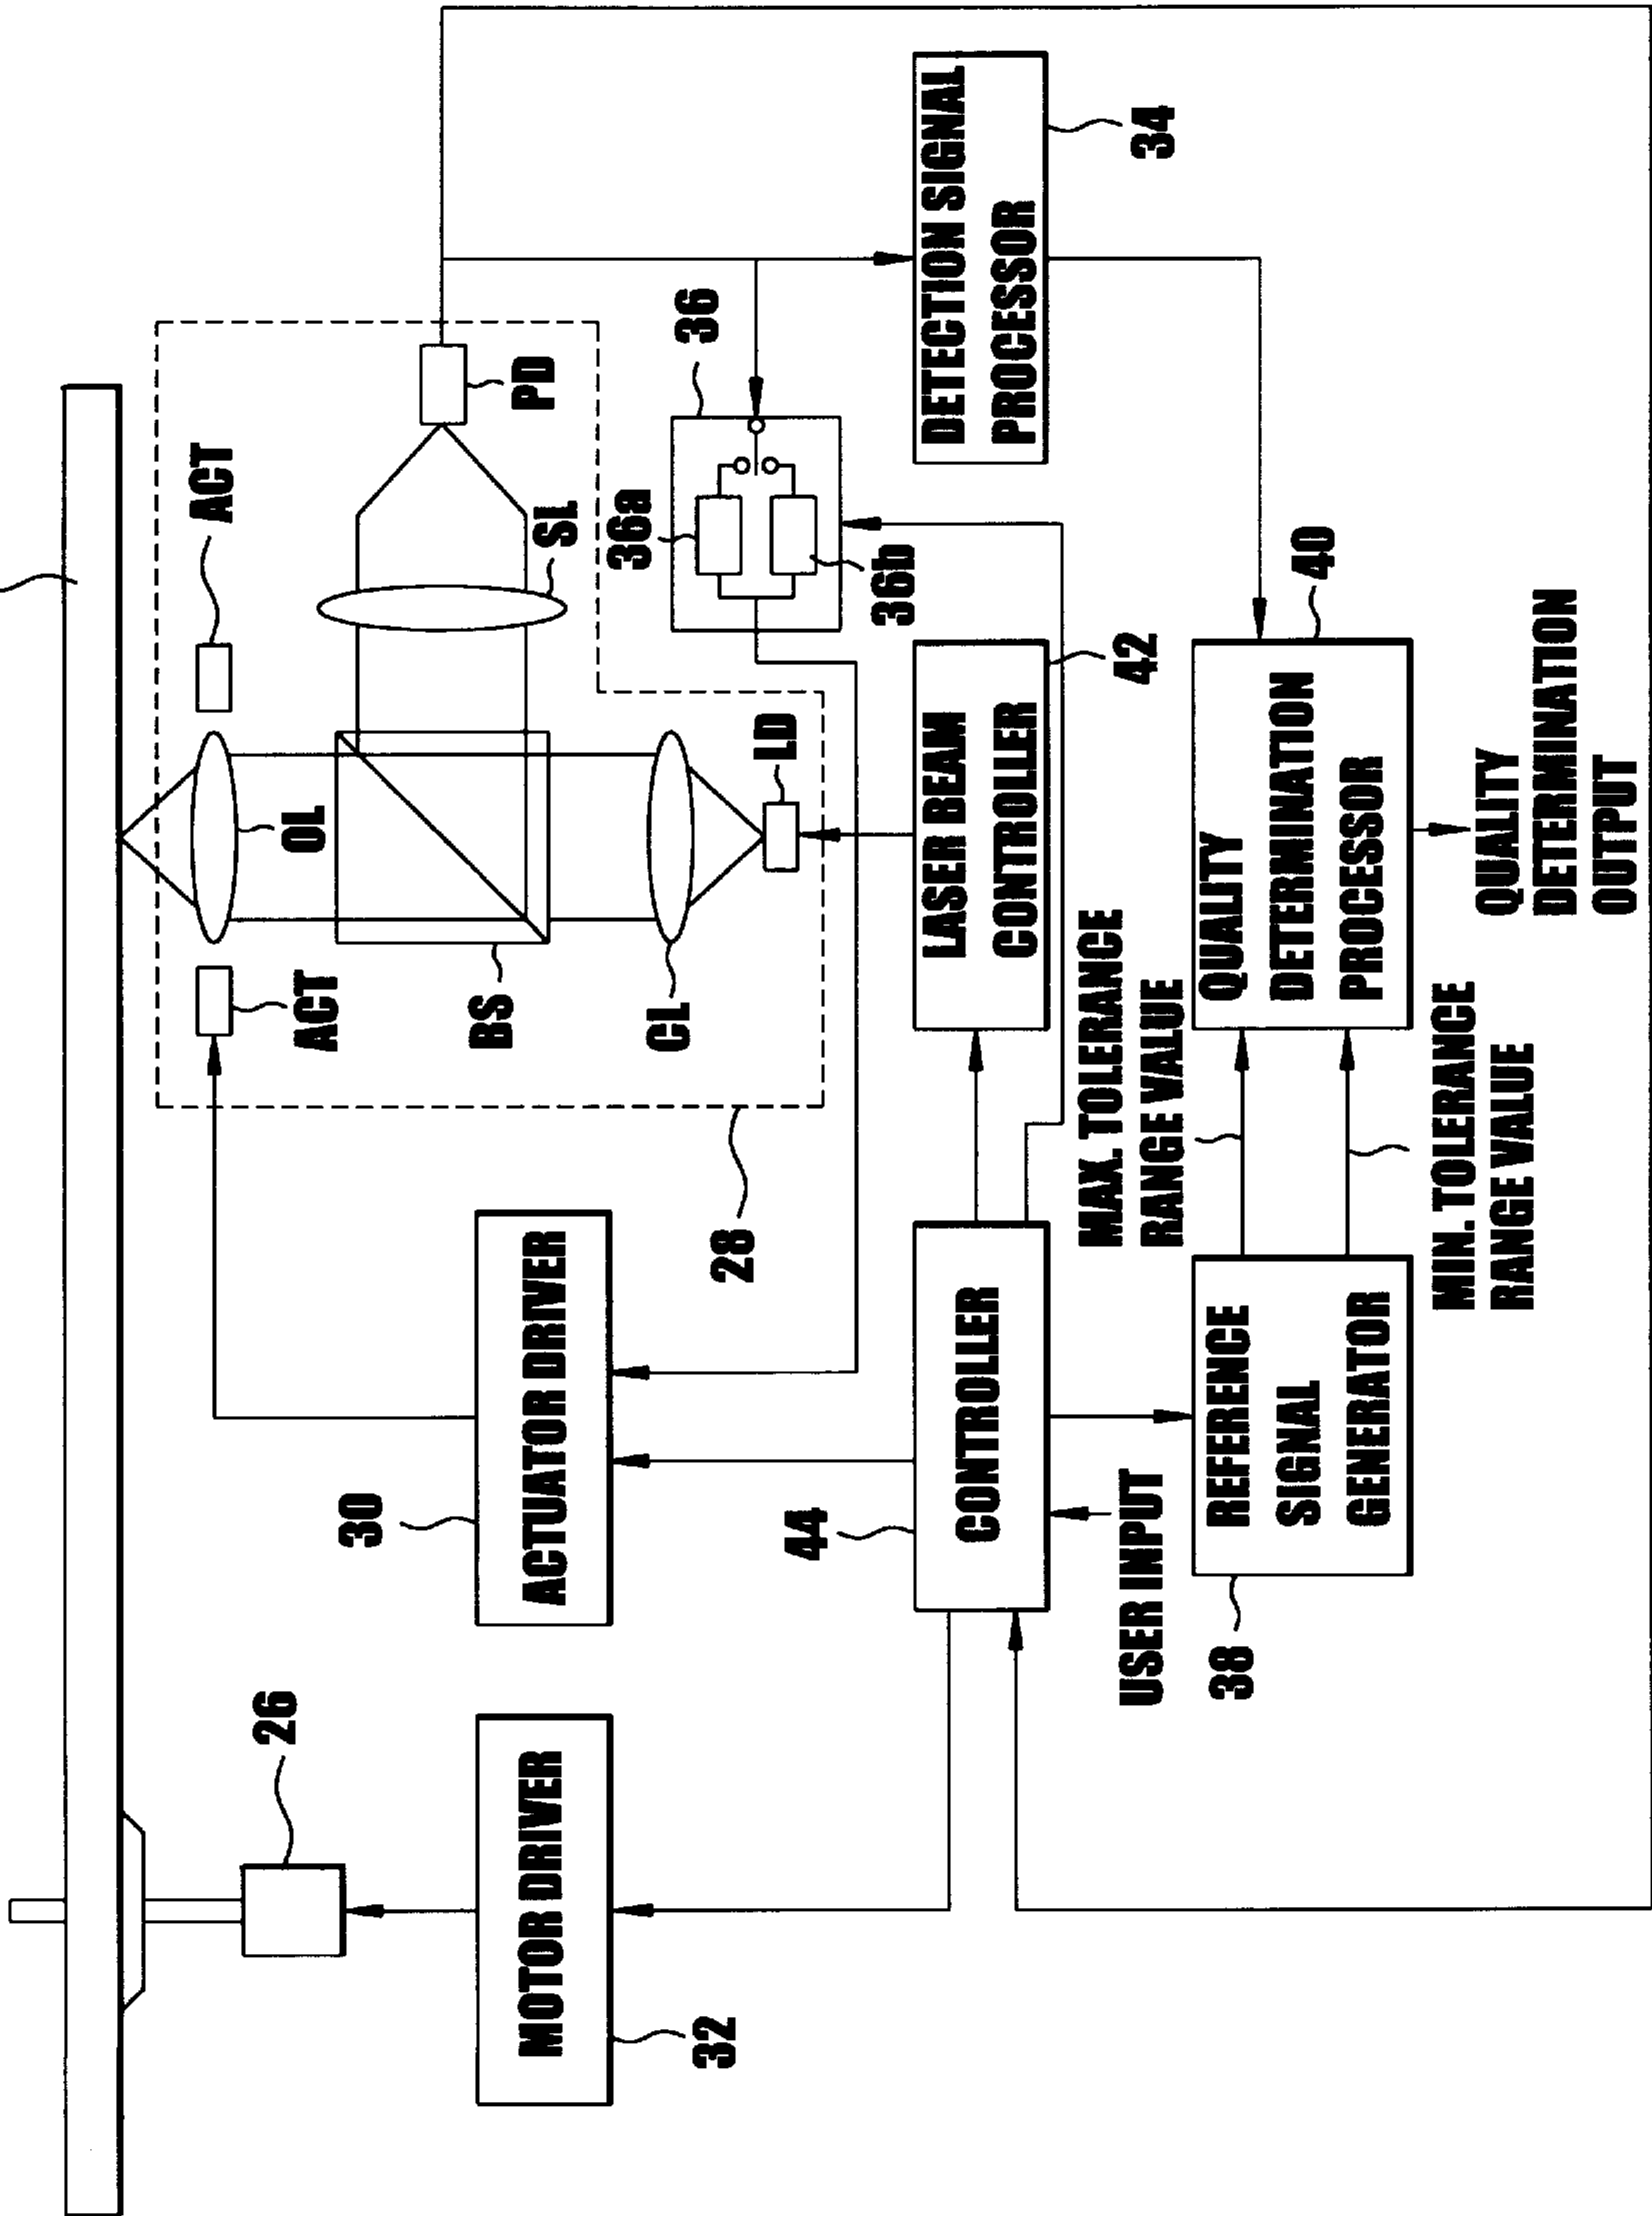 26
ACT
OL
ACT
BS
SL
PD
CL
LD
28
30
ACTUATOR DRIVER
MOTOR DRIVER
32
36
36a
36b
44
CONTROLLER
USER INPUT
LASER BEAM
CONTROLLER
42
DETECTION SIGNAL
PROCESSOR
34
MAX. TOLERANCE
RANGE VALUE
38
REFERENCE
SIGNAL
GENERATOR
MIN. TOLERANCE
RANGE VALUE
QUALITY
DETERMINATION
PROCESSOR
40
QUALITY
DETERMINATION
OUTPUT